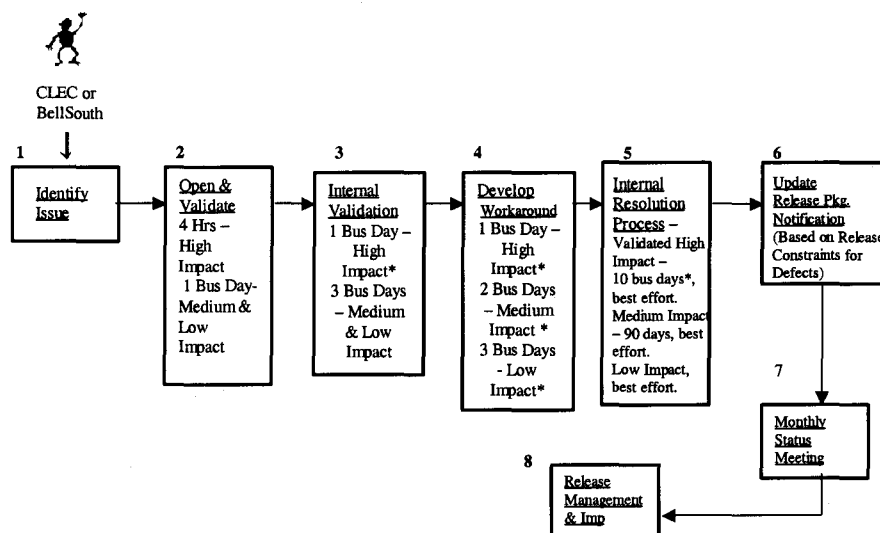 CLEC or
BellSouth
1
Identify
Issue
2
Open &
Validate
4 Hrs –
High
Impact
1 Bus Day-
Medium &
Low
Impact
3
Internal
Validation
1 Bus Day –
High
Impact*
3 Bus Days
– Medium
& Low
Impact
4
Develop
Workaround
1 Bus Day –
High
Impact*
2 Bus Days
– Medium
Impact *
3 Bus Days
- Low
Impact*
5
Internal
Resolution
Process –
Validated High
Impact –
10 bus days*,
best effort.
Medium Impact
– 90 days, best
effort.
Low Impact,
best effort.
6
Update
Release Pkg.
Notification
(Based on Release
Constraints for
Defects)
7
Monthly
Status
Meeting
8
Release
Management
& Imp